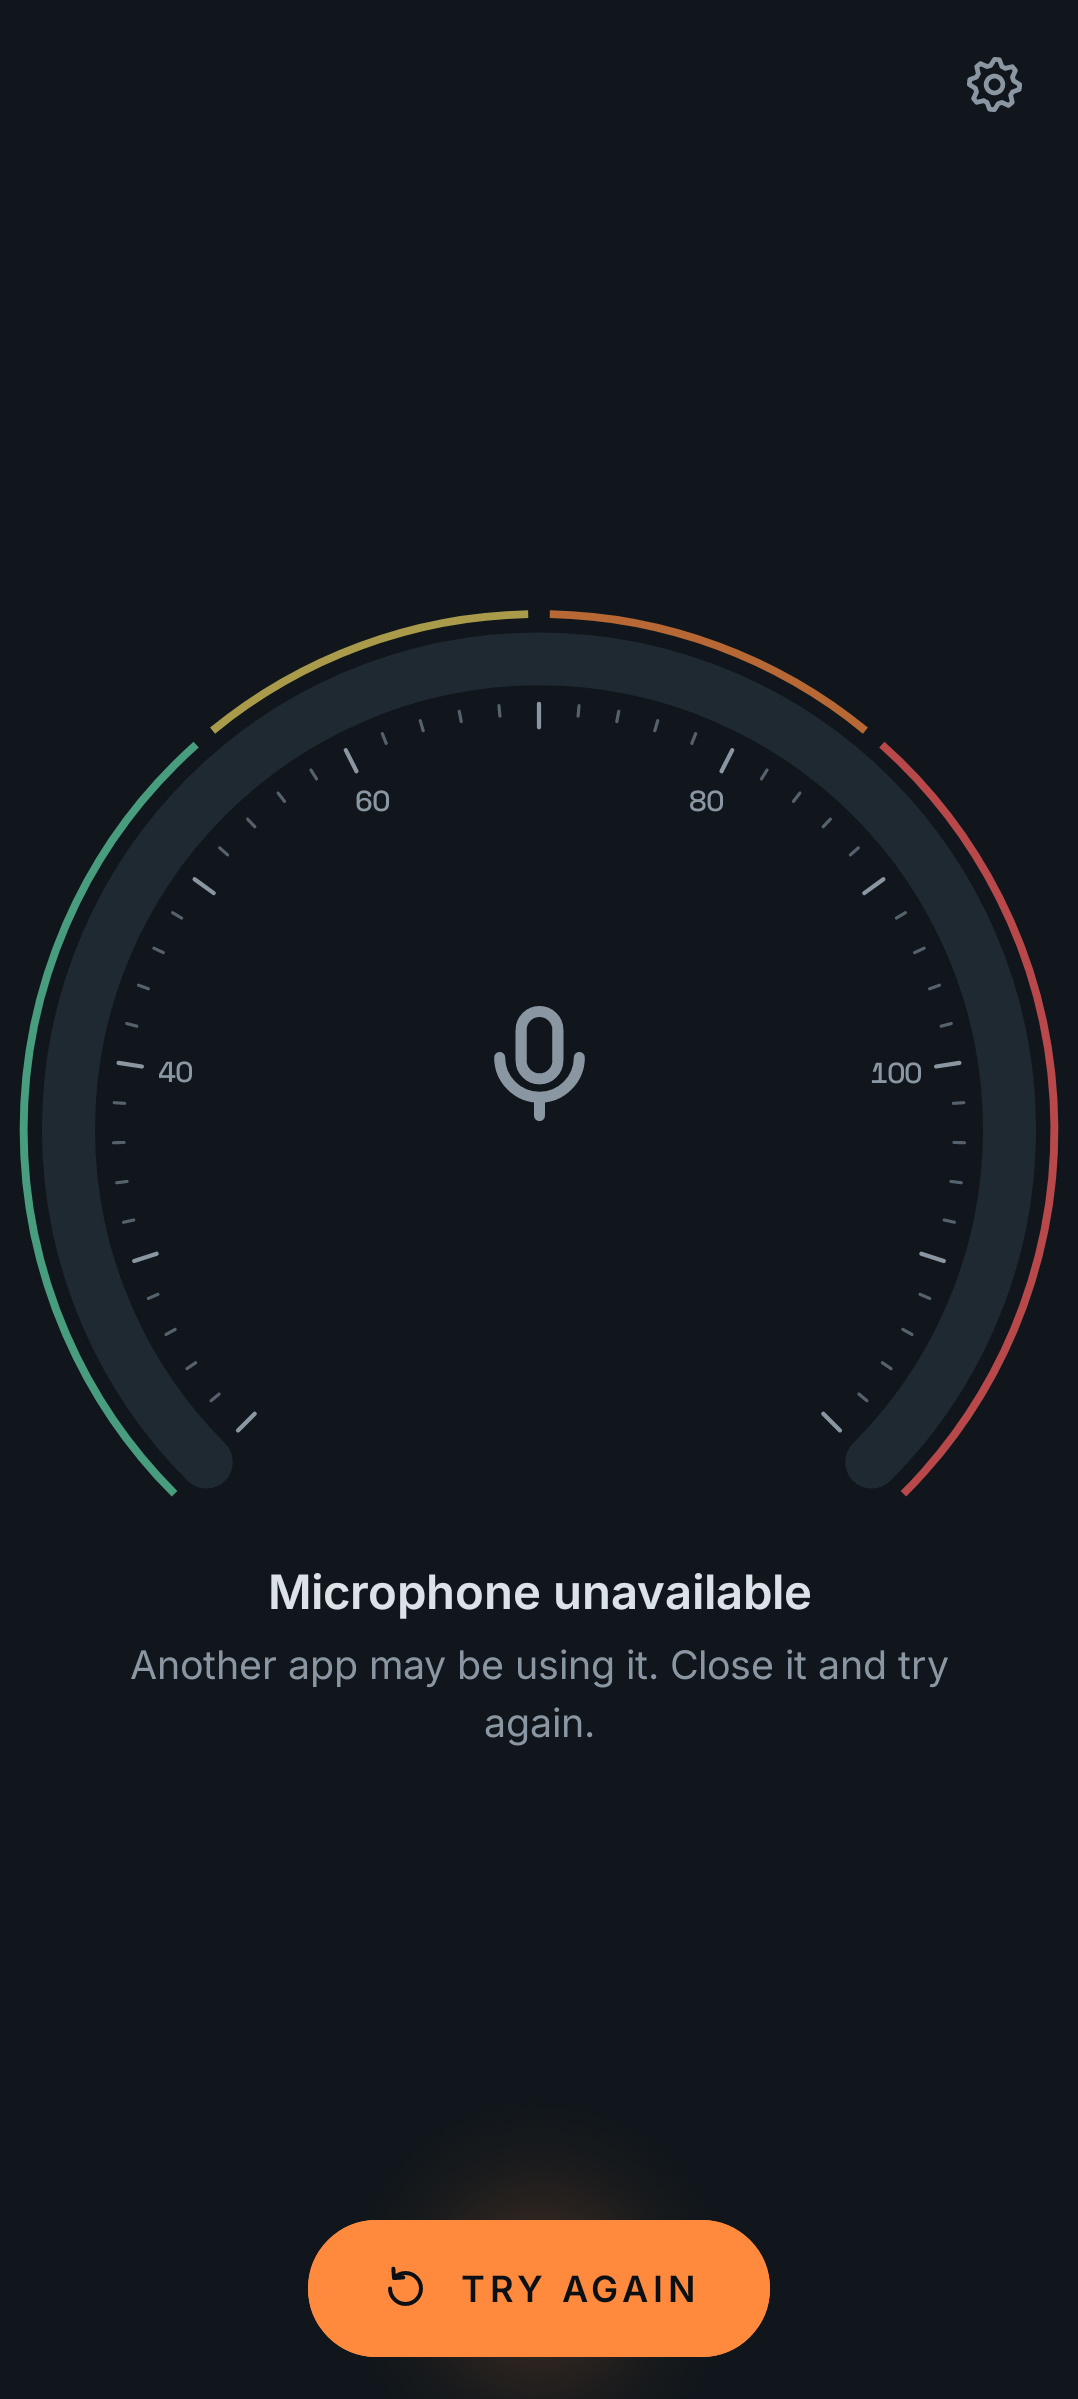 60
80
40
100
Microphone unavailable
Another app may be using it. Close it and try
again.
TRY AGAIN